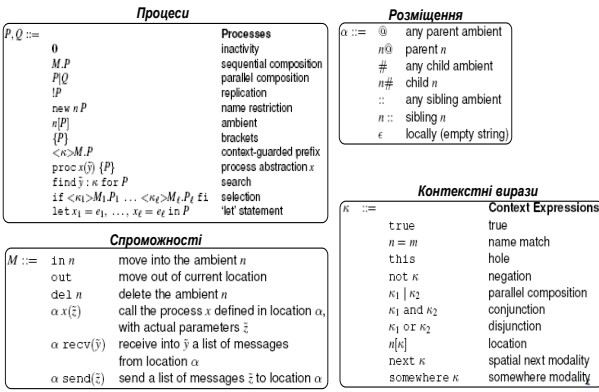 Процеси
P, Q ::= Processes
0 inactivity
M.P sequential composition
P|Q parallel composition
!P replication
new n P name restriction
n[P] ambient
{P} brackets
<κ>M.P context-guarded prefix
proc x(ỹ) {P} process abstraction x
find ỹ : κ for P search
if <κ₁>M₁.P₁ … <κℓ>Mℓ.Pℓ fi selection
let x₁ = e₁, …, xℓ = eℓ in P 'let' statement
Спроможності
M ::= in n move into the ambient n
out move out of current location
del n delete the ambient n
α x(z̃) call the process x defined in location α,
with actual parameters z̃
α recv(ỹ) receive into ỹ a list of messages
from location α
α send(z̃) send a list of messages z̃ to location α
Розміщення
α ::= @ any parent ambient
n@ parent n
# any child ambient
n# child n
:: any sibling ambient
n :: sibling n
ϵ locally (empty string)
Контекстні вирази
κ ::= Context Expressions
true true
n = m name match
this hole
not κ negation
κ₁ | κ₂ parallel composition
κ₁ and κ₂ conjunction
κ₁ or κ₂ disjunction
n[κ] location
next κ spatial next modality
somewhere κ somewhere modality